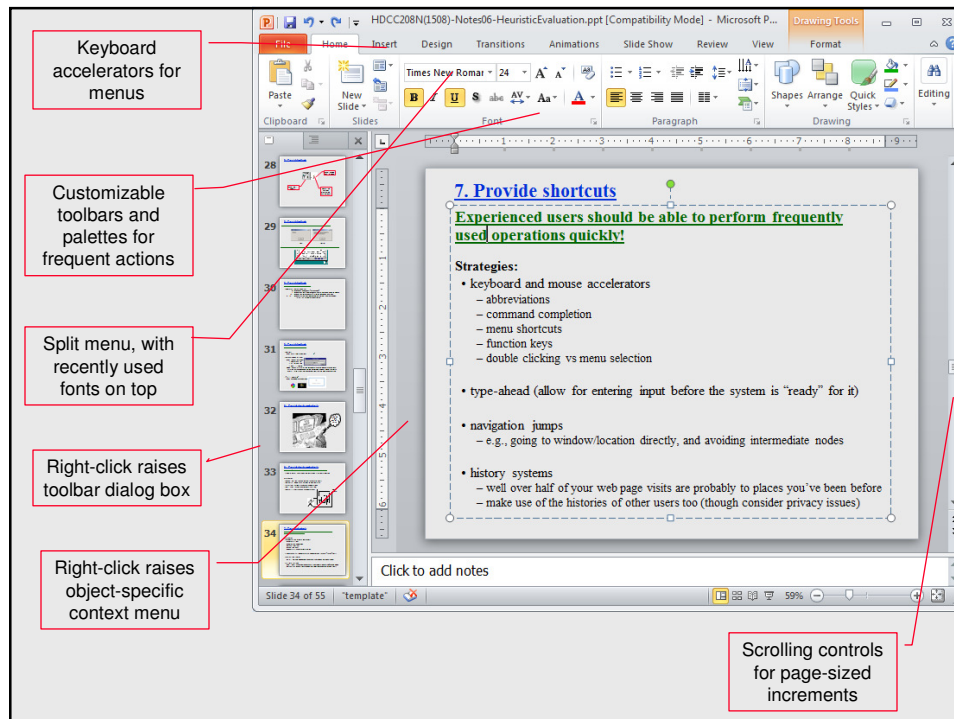 HDCC208N(1508)-Notes06-HeuristicEvaluation.ppt [Compatibility Mode] - Microsoft P...
Drawing Tools
File Home Insert Design Transitions Animations Slide Show Review View Format
Paste
New
Slide
Times New Romar 24
B I U S abc AV Aa A
Shapes Arrange Quick
Styles
Editing
Clipboard Slides Font Paragraph Drawing
Keyboard
accelerators for
menus
Customizable
toolbars and
palettes for
frequent actions
Split menu, with
recently used
fonts on top
Right-click raises
toolbar dialog box
Right-click raises
object-specific
context menu
28
29
30
31
32
33
34
7. Provide shortcuts
Experienced users should be able to perform frequently
used operations quickly!
Strategies:
• keyboard and mouse accelerators
– abbreviations
– command completion
– menu shortcuts
– function keys
– double clicking vs menu selection
• type-ahead (allow for entering input before the system is “ready” for it)
• navigation jumps
– e.g., going to window/location directly, and avoiding intermediate nodes
• history systems
– well over half of your web page visits are probably to places you’ve been before
– make use of the histories of other users too (though consider privacy issues)
Click to add notes
Slide 34 of 55 "template" 59%
Scrolling controls
for page-sized
increments